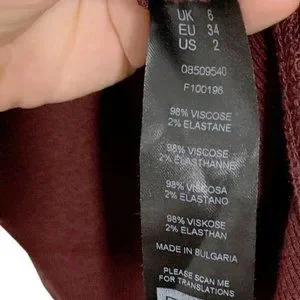 UK 6
EU 34
US 2
08509540
F100196
98% VISCOSE
2% ELASTANE
98% VISCOSE
2% ELASTHANNE
98% VISCOSA
2% ELASTANO
98% VISKOSE
2% ELASTHAN
MADE IN BULGARIA
PLEASE SCAN ME
FOR TRANSLATIONS